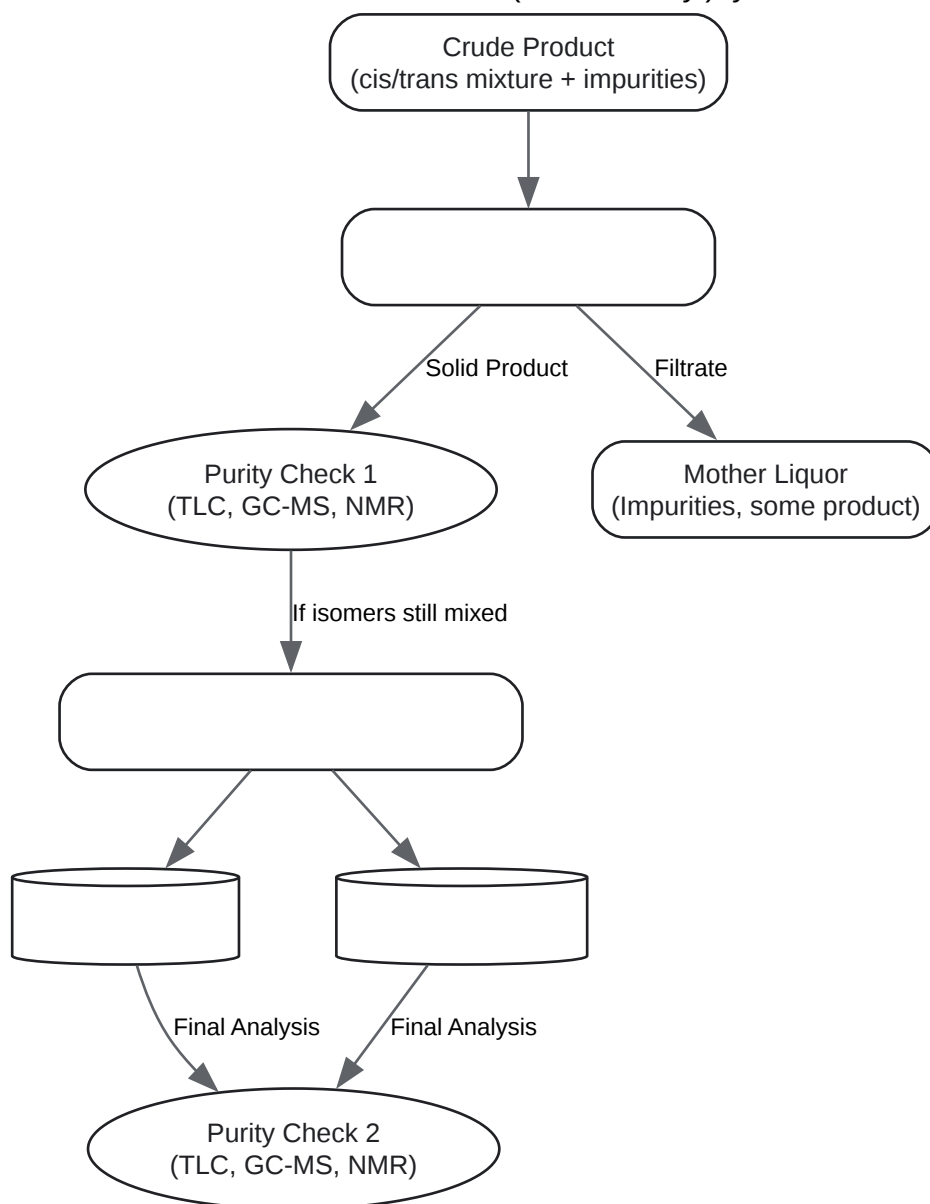 Crude Product
(cis/trans mixture + impurities)
Solid Product
Filtrate
Purity Check 1
(TLC, GC-MS, NMR)
Mother Liquor
(Impurities, some product)
If isomers still mixed
Final Analysis
Final Analysis
Purity Check 2
(TLC, GC-MS, NMR)